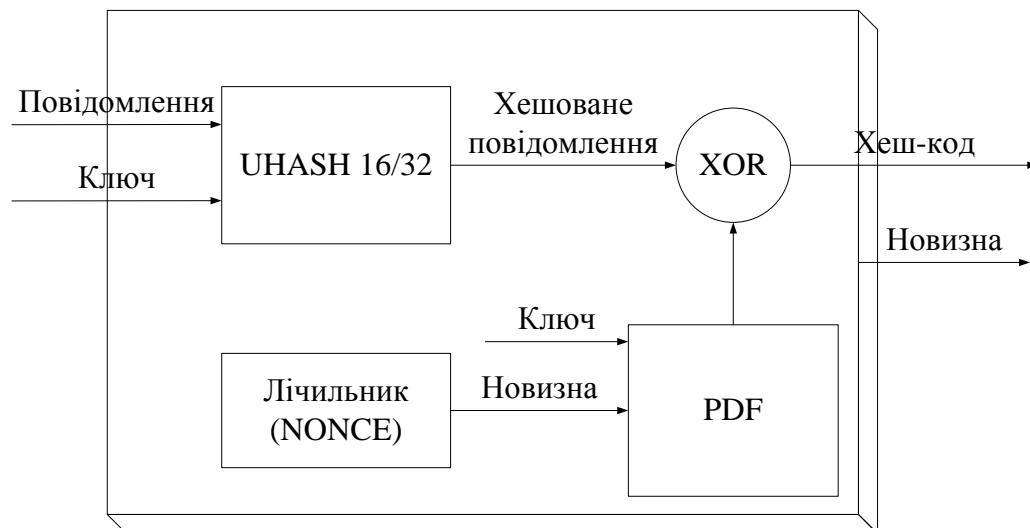 Повідомлення
Ключ
UHASH 16/32
Хешоване
повідомлення
XOR
Хеш-код
Новизна
Ключ
Лічильник
(NONCE)
Новизна
PDF